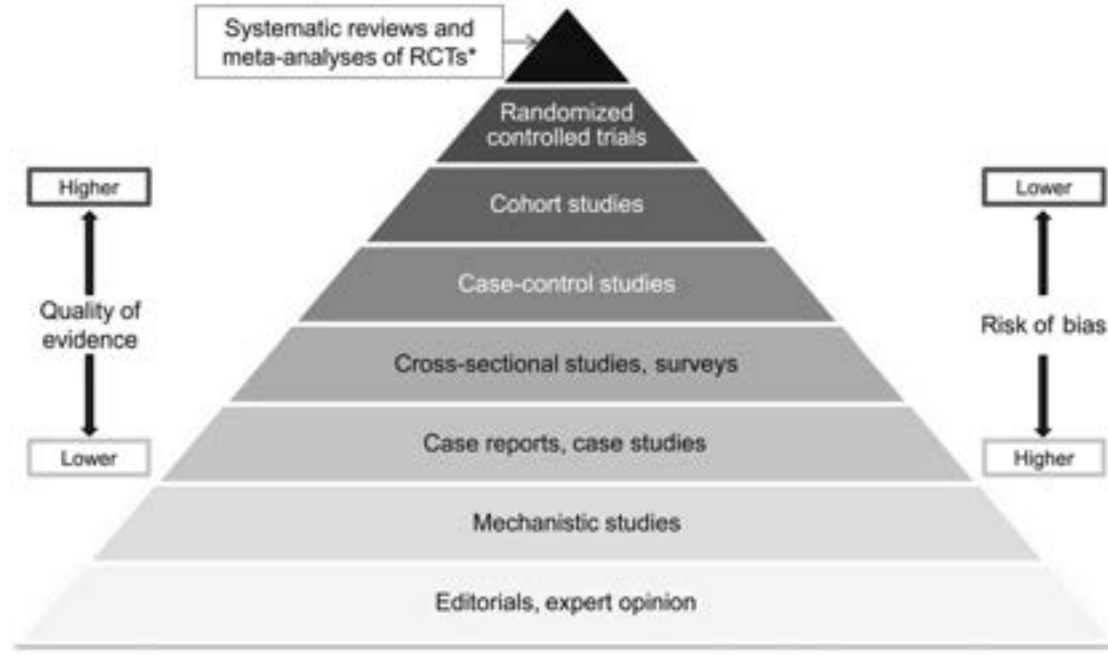 Systematic reviews and
meta-analyses of RCTs*
Randomized
controlled trials
Higher
Lower
Cohort studies
Case-control studies
Quality of
evidence
Risk of bias
Cross-sectional studies, surveys
Case reports, case studies
Lower
Higher
Mechanistic studies
Editorials, expert opinion